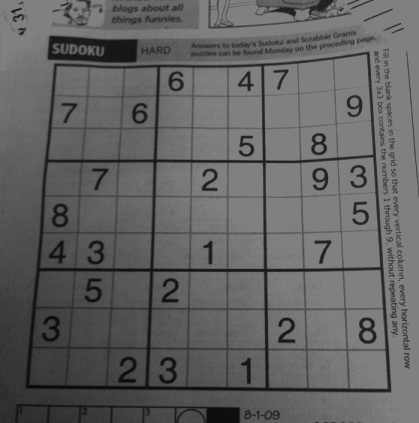 blogs about all
things funnies.
SUDOKU HARD
Answers to today's Sudoku and Scrabble Grams
puzzles can be found Monday on the preceding page.
6 4 7
7 6 9
5 8
7 2 9 3
8 5
4 3 1 7
5 2
3 2 8
2 3 1
Fill in the blank spaces in the grid so that every vertical column, every horizontal row
and every 3x3 box contains the numbers 1 through 9, without repeating any.
1 2 3
8-1-09